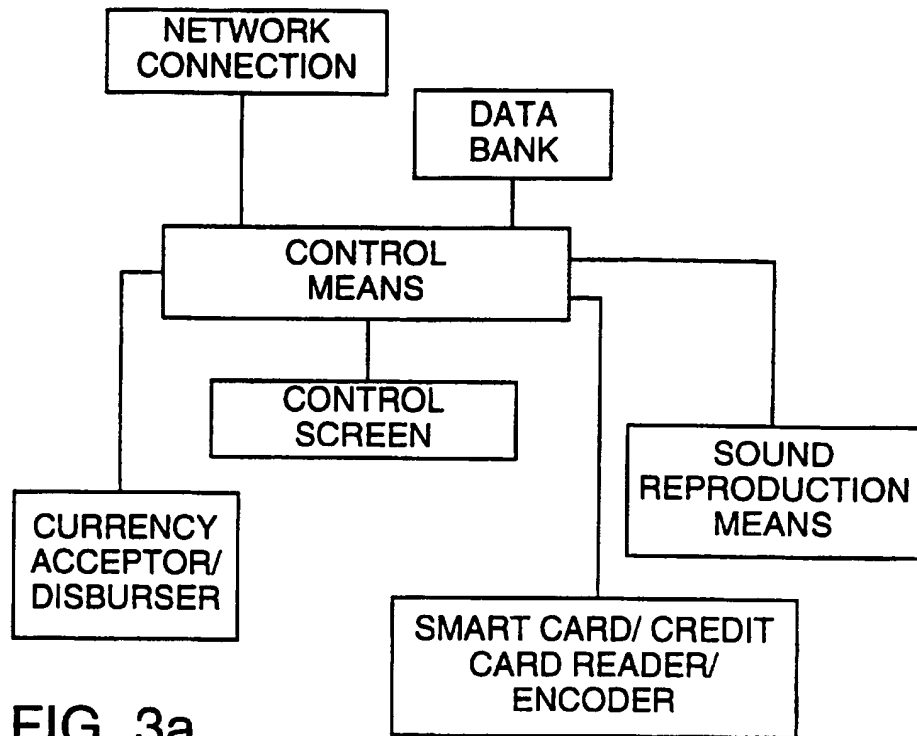 NETWORK
CONNECTION
DATA
BANK
CONTROL
MEANS
CONTROL
SCREEN
SOUND
REPRODUCTION
MEANS
CURRENCY
ACCEPTOR/
DISBURSER
SMART CARD/ CREDIT
CARD READER/
ENCODER
FIG. 3a